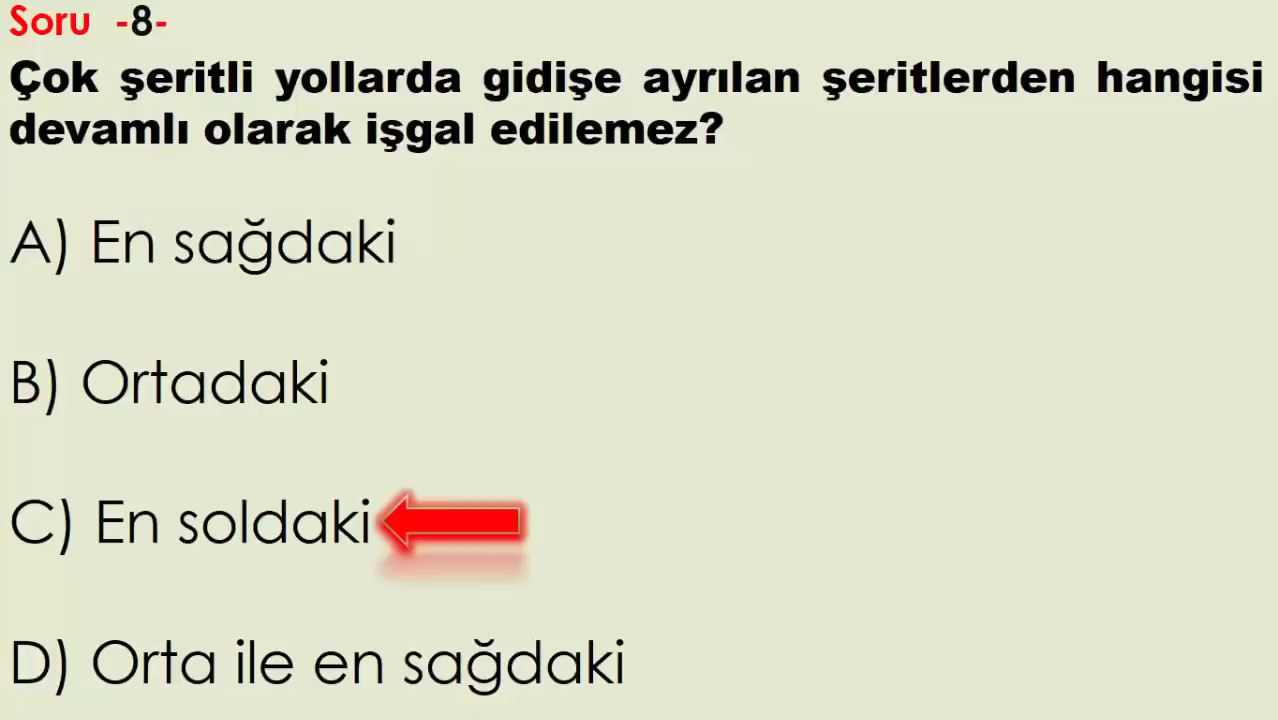 Soru -8-
Çok şeritli yollarda gidişe ayrılan şeritlerden hangisi
devamlı olarak işgal edilemez?
A) En sağdaki
B) Ortadaki
C) En soldaki
D) Orta ile en sağdaki